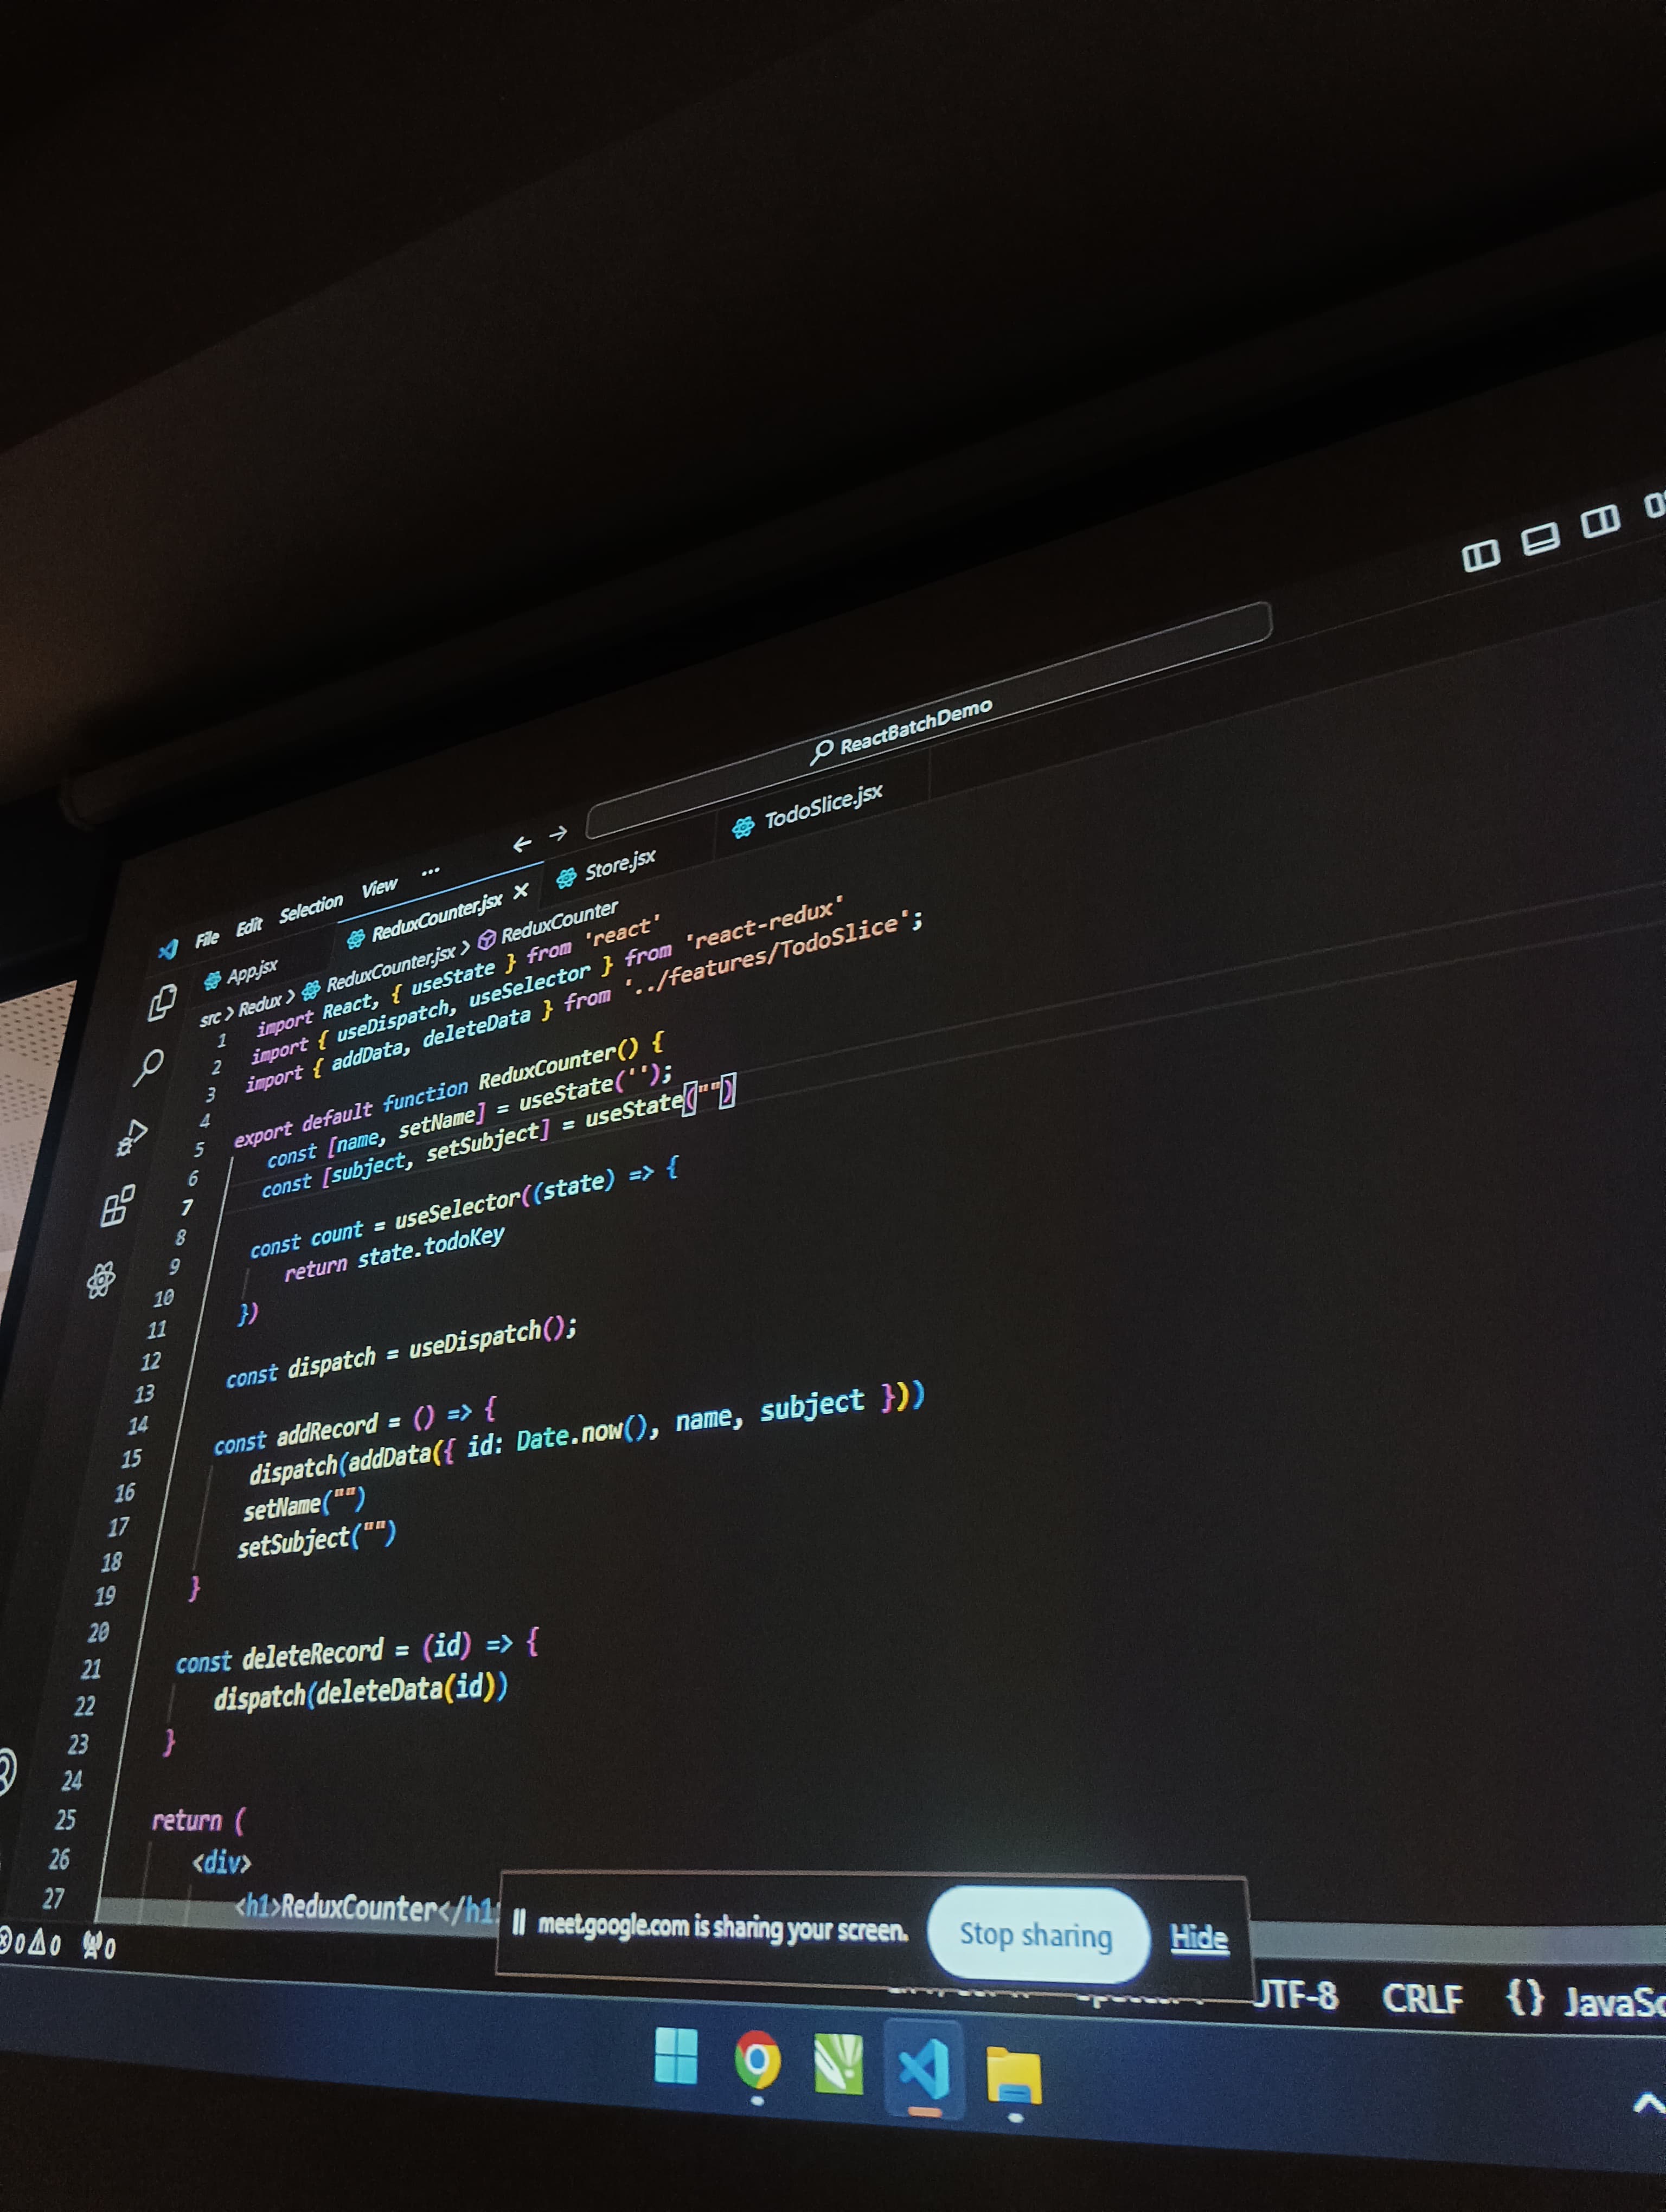 ReactBatchDemo
File Edit Selection View ...
App.jsx ReduxCounter.jsx Store.jsx TodoSlice.jsx
src > Redux > ReduxCounter.jsx > ReduxCounter
1 import React, { useState } from 'react'
2 import { useDispatch, useSelector } from 'react-redux'
3 import { addData, deleteData } from '../features/TodoSlice';
4
5 export default function ReduxCounter() {
6 const [name, setName] = useState('');
7 const [subject, setSubject] = useState("")
8
9 const count = useSelector((state) => {
10 return state.todoKey
11 })
12
13 const dispatch = useDispatch();
14
15 const addRecord = () => {
16 dispatch(addData({ id: Date.now(), name, subject }))
17 setName("")
18 setSubject("")
19 }
20
21 const deleteRecord = (id) => {
22 dispatch(deleteData(id))
23 }
24
25 return (
26 <div>
27 <h1>ReduxCounter</h1
meet.google.com is sharing your screen. Stop sharing Hide
0 0 0 UTF-8 CRLF {} JavaSc